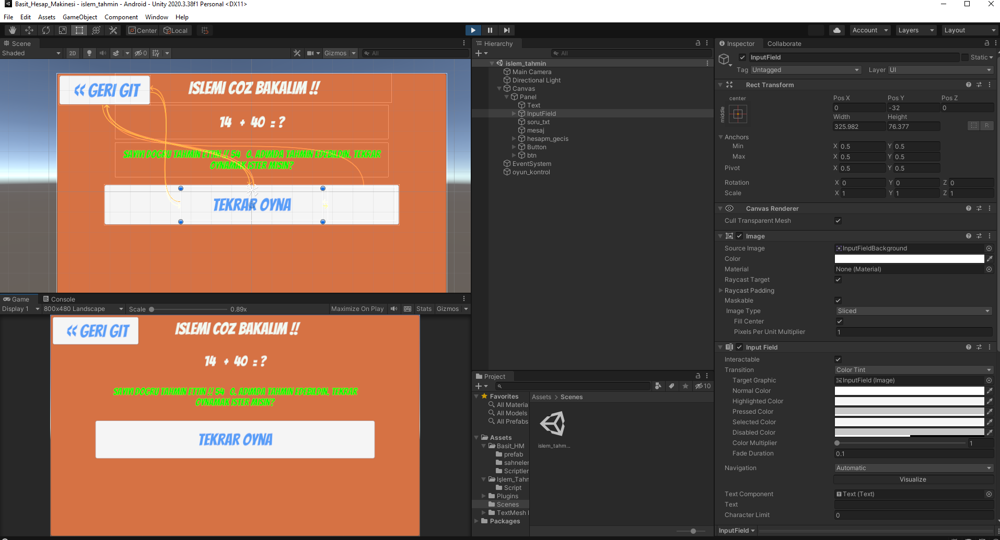 Basit_Hesap_Makinesi - islem_tahmin - Android - Unity 2020.3.38f1 Personal <DX11>
File Edit Assets GameObject Component Window Help
Center Local
Account Layers Layout
Scene
Shaded 2D 0 Gizmos All
<< GERI GIT
ISLEMI COZ BAKALIM !!
14 + 40 = ?
SAYIYI DOGRU TAHMIN ETTIN !! 54 0. ADIMDA TAHMIN EDEBILDIN. TEKRAR
OYNAMAK ISTER MISIN?
TEKRAR OYNA
Game Console
Display 1 800x480 Landscape Scale 0.89x Maximize On Play Stats Gizmos
<< GERI GIT
ISLEMI COZ BAKALIM !!
14 + 40 = ?
SAYIYI DOGRU TAHMIN ETTIN !! 54 0. ADIMDA TAHMIN EDEBILDIN. TEKRAR
OYNAMAK ISTER MISIN?
TEKRAR OYNA
Hierarchy
All
islem_tahmin
Main Camera
Directional Light
Canvas
Panel
Text
InputField
soru_txt
mesaj
hesapm_gecis
Button
btn
EventSystem
oyun_kontrol
Project
10
Favorites
All Materia
All Models
All Prefabs
Assets
Basit_HM
prefab
sahneler
Scriptler
Işlem_Tahm
Script
Plugins
Scenes
TextMesh
Packages
Assets > Scenes
islem_tahm...
Inspector Collaborate
InputField Static
Tag Untagged Layer UI
Rect Transform
center
middle
Pos X Pos Y Pos Z
0 -32 0
Width Height
325.982 76.377
R
Anchors
Min X 0.5 Y 0.5
Max X 0.5 Y 0.5
Pivot X 0.5 Y 0.5
Rotation X 0 Y 0 Z 0
Scale X 1 Y 1 Z 1
Canvas Renderer
Cull Transparent Mesh
Image
Source Image InputFieldBackground
Color
Material None (Material)
Raycast Target
Raycast Padding
Maskable
Image Type Sliced
Fill Center
Pixels Per Unit Multiplier 1
Input Field
Interactable
Transition Color Tint
Target Graphic InputField (Image)
Normal Color
Highlighted Color
Pressed Color
Selected Color
Disabled Color
Color Multiplier 1
Fade Duration 0.1
Navigation Automatic
Visualize
Text Component Text (Text)
Text
Character Limit 0
InputField